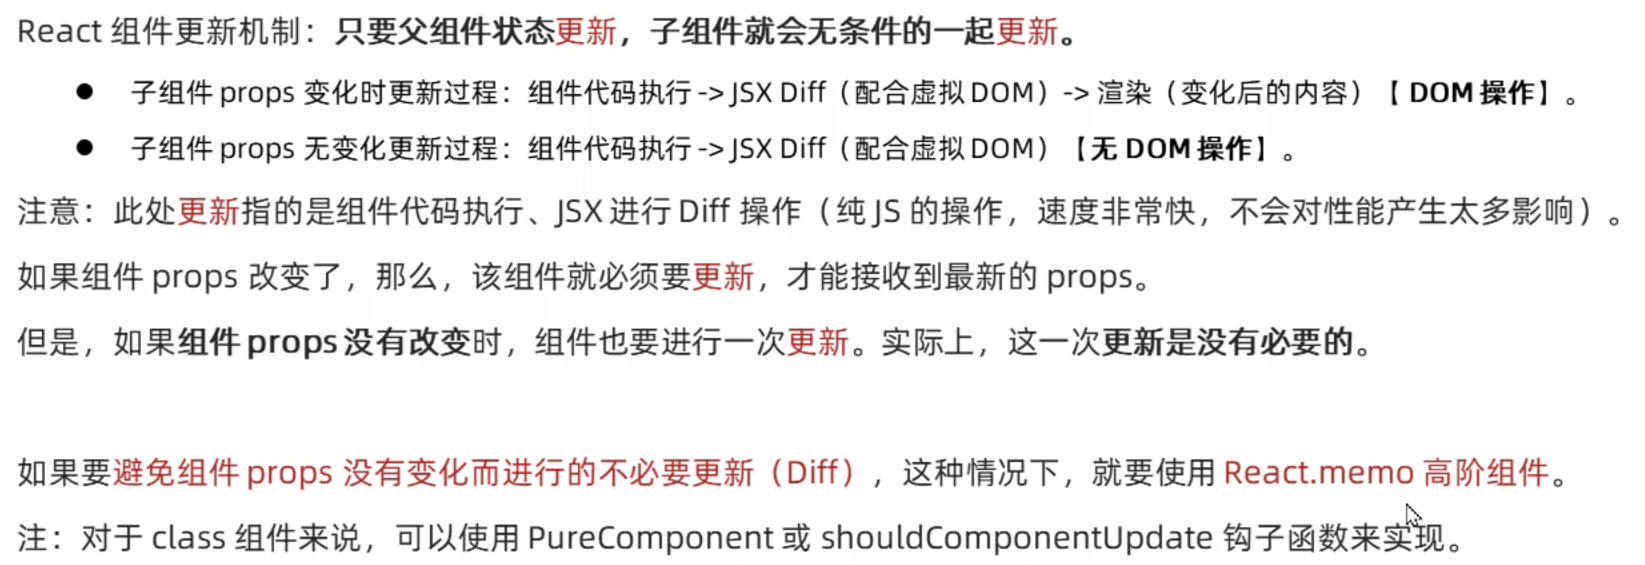 React 组件更新机制：只要父组件状态更新，子组件就会无条件的一起更新。
● 子组件 props 变化时更新过程：组件代码执行 -> JSX Diff（配合虚拟 DOM）-> 渲染（变化后的内容）【 DOM 操作】。
● 子组件 props 无变化更新过程：组件代码执行 -> JSX Diff（配合虚拟 DOM）【无 DOM 操作】。
注意：此处更新指的是组件代码执行、JSX 进行 Diff 操作（纯 JS 的操作，速度非常快，不会对性能产生太多影响）。
如果组件 props 改变了，那么，该组件就必须要更新，才能接收到最新的 props。
但是，如果组件 props 没有改变时，组件也要进行一次更新。实际上，这一次更新是没有必要的。
如果要避免组件 props 没有变化而进行的不必要更新（Diff），这种情况下，就要使用 React.memo 高阶组件。
注：对于 class 组件来说，可以使用 PureComponent 或 shouldComponentUpdate 钩子函数来实现。